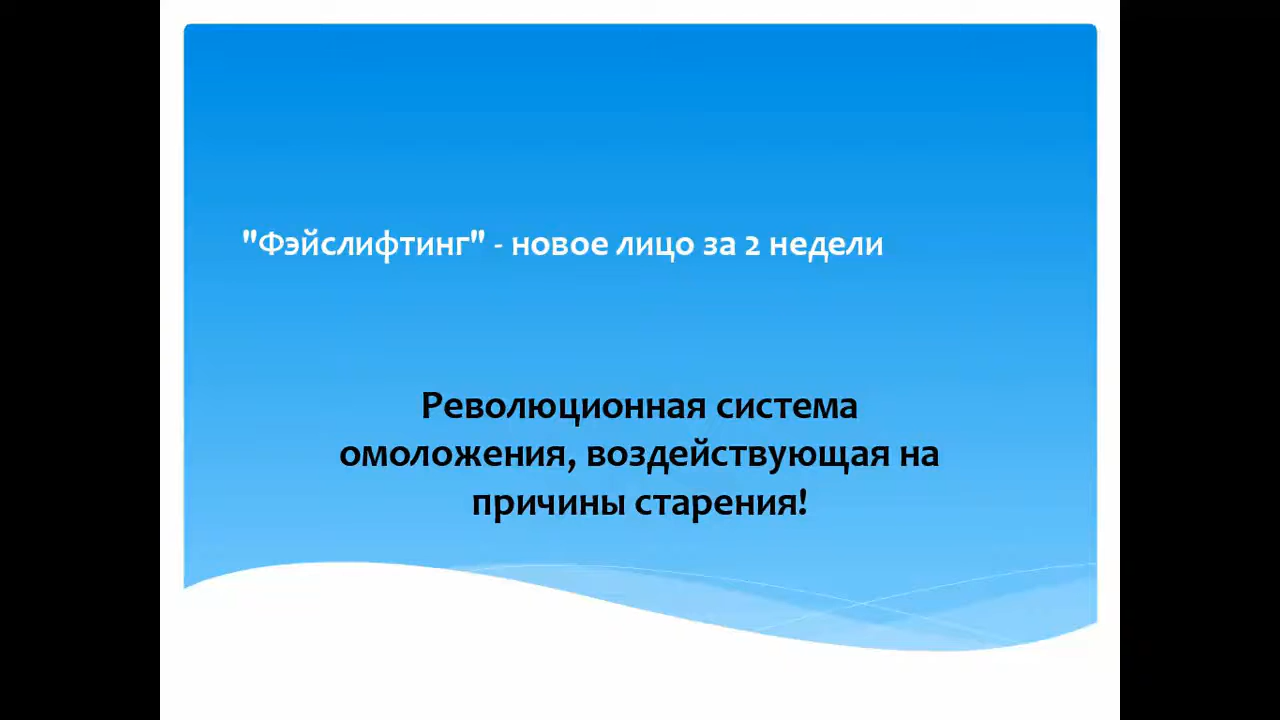 "Фэйслифтинг" - новое лицо за 2 недели
Революционная система
омоложения, воздействующая на
причины старения!